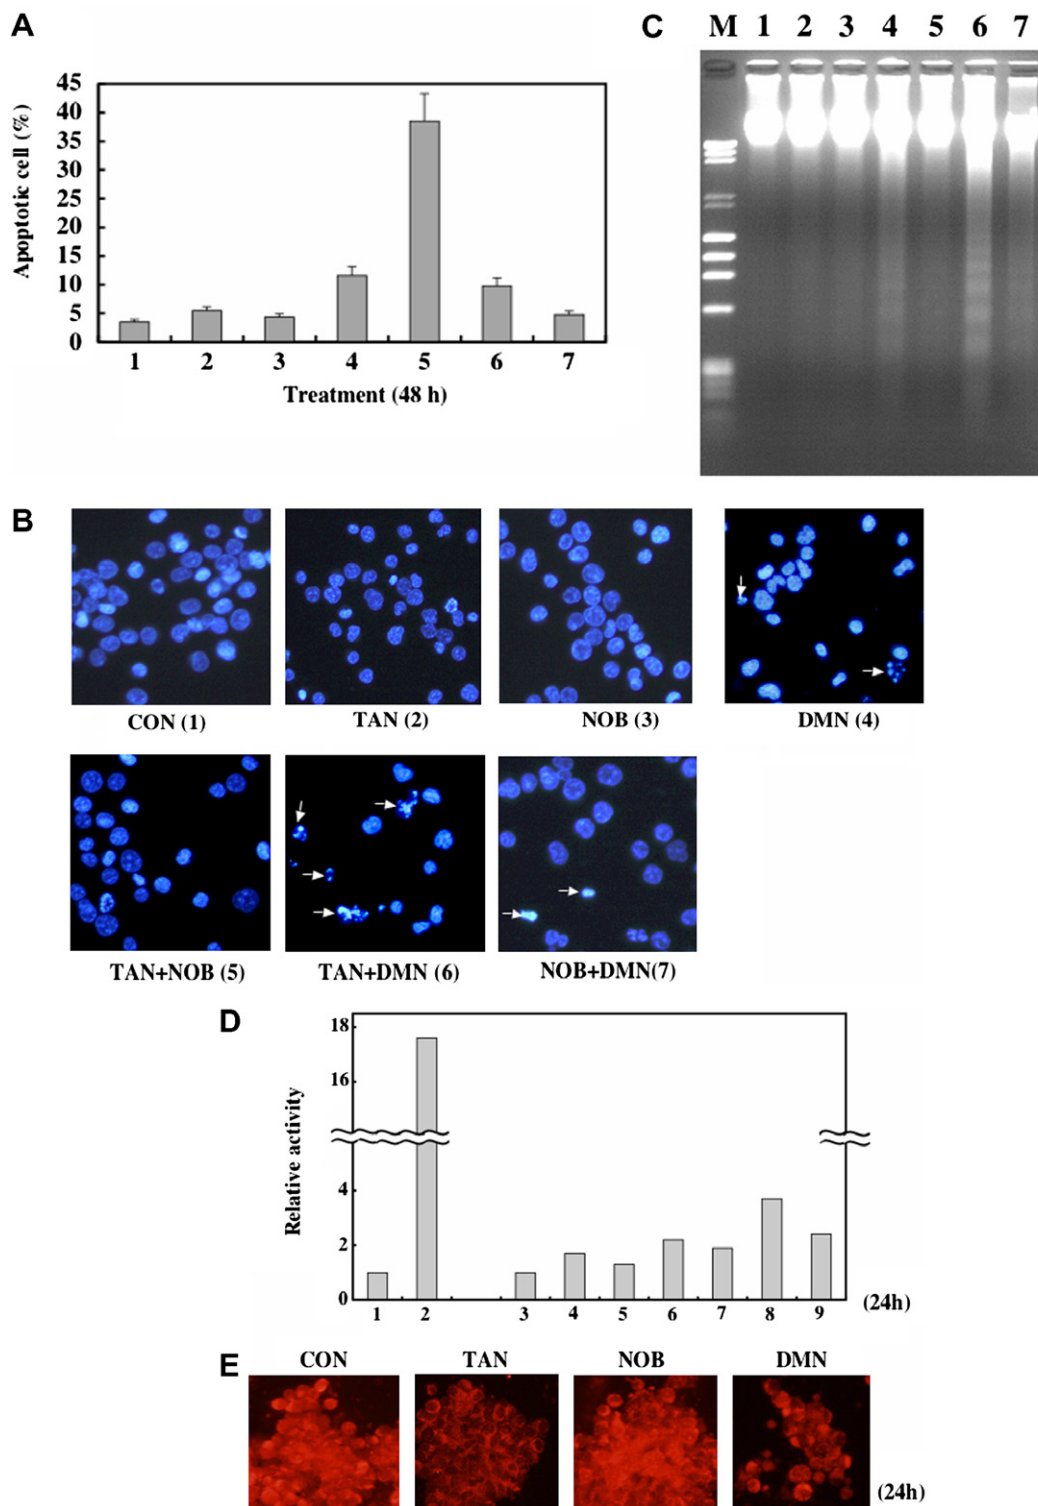 A
45
40
35
30
25
20
15
10
5
0
Apoptotic cell (%)
1 2 3 4 5 6 7
Treatment (48 h)
C
M 1 2 3 4 5 6 7
B
CON (1)
TAN (2)
NOB (3)
DMN (4)
TAN+NOB (5)
TAN+DMN (6)
NOB+DMN(7)
D
18
16
4
2
0
Relative activity
1 2 3 4 5 6 7 8 9
(24h)
E
CON
TAN
NOB
DMN
(24h)